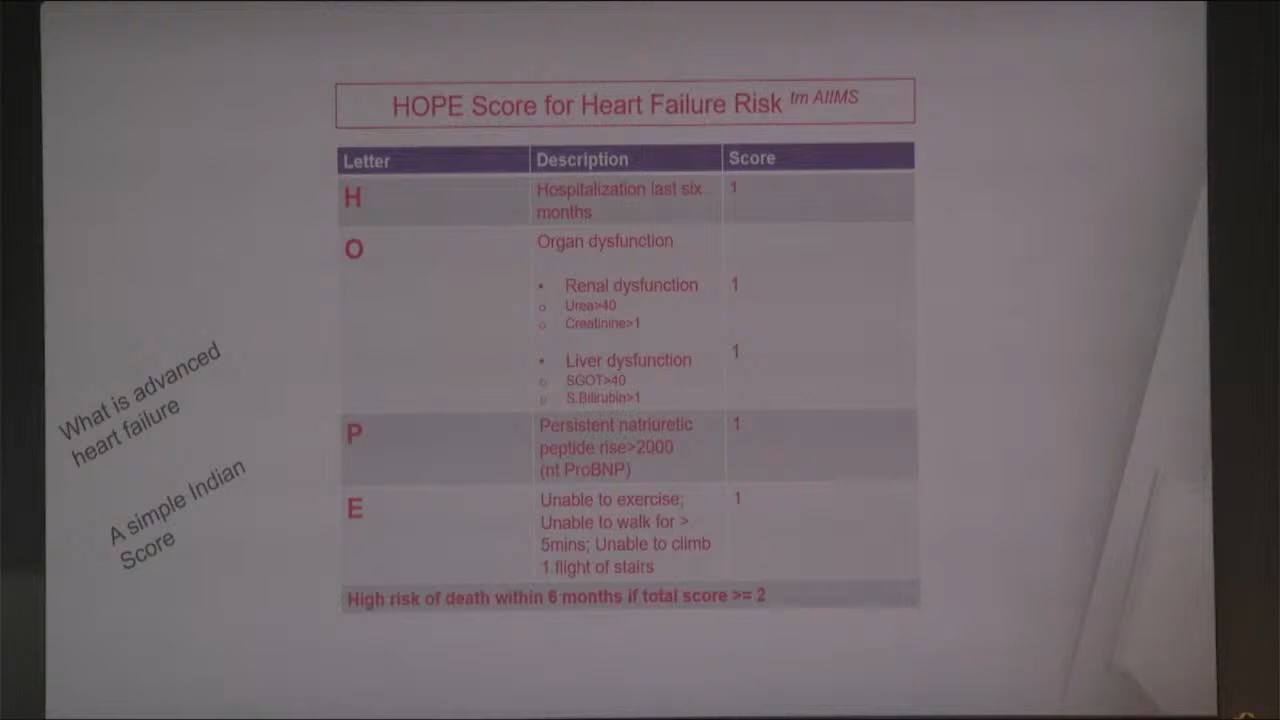 HOPE Score for Heart Failure Risk tm AIIMS
Letter Description Score
H Hospitalization last six months 1
O Organ dysfunction
• Renal dysfunction 1
o Urea>40
o Creatinine>1
• Liver dysfunction 1
o SGOT>40
o S.Bilirubin>1
P Persistent natriuretic 1
peptide rise>2000
(nt ProBNP)
E Unable to exercise; 1
Unable to walk for >
5mins; Unable to climb
1 flight of stairs
High risk of death within 6 months if total score >= 2
What is advanced
heart failure
A simple Indian
Score